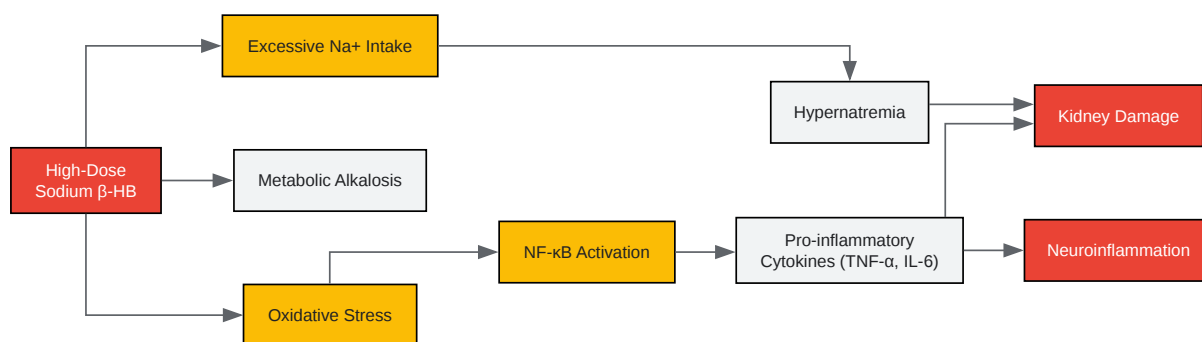 Excessive Na+ Intake
Hypernatremia
Kidney Damage
High-Dose
Sodium β-HB
Metabolic Alkalosis
NF-κB Activation
Pro-inflammatory
Cytokines (TNF-α, IL-6)
Neuroinflammation
Oxidative Stress